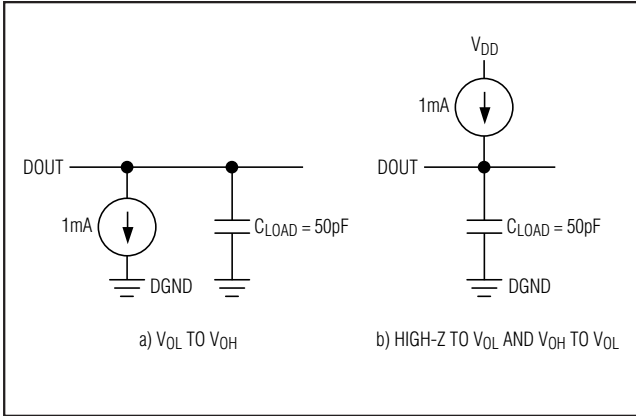 DOUT
1mA
C_LOAD = 50pF
DGND
a) V_OL TO V_OH
V_DD
1mA
DOUT
C_LOAD = 50pF
DGND
b) HIGH-Z TO V_OL AND V_OH TO V_OL